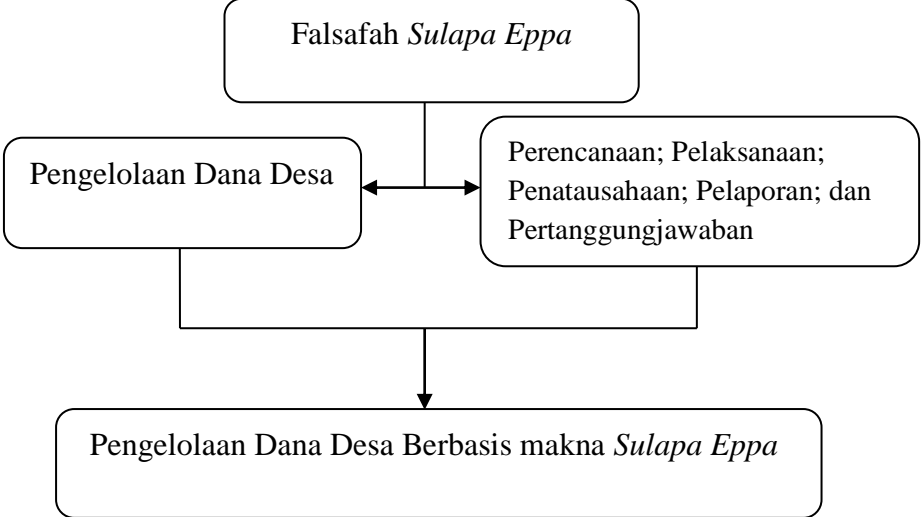 Falsafah Sulapa Eppa
Pengelolaan Dana Desa
Perencanaan; Pelaksanaan;
Penatausahaan; Pelaporan; dan
Pertanggungjawaban
Pengelolaan Dana Desa Berbasis makna Sulapa Eppa